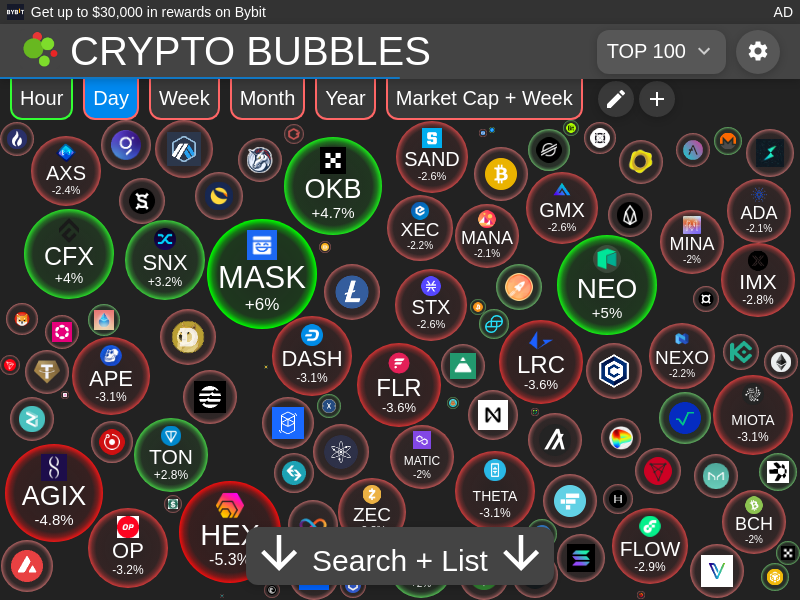 BYBIT Get up to $30,000 in rewards on Bybit AD
CRYPTO BUBBLES
TOP 100
Hour Day Week Month Year Market Cap + Week
AXS
-2.4%
OKB
+4.7%
SAND
-2.6%
GMX
-2.6%
ADA
-2.1%
XEC
-2.2%
MANA
-2.1%
MINA
-2%
CFX
+4%
SNX
+3.2%
MASK
+6%
NEO
+5%
IMX
-2.8%
STX
-2.6%
DASH
-3.1%
LRC
-3.6%
NEXO
-2.2%
APE
-3.1%
FLR
-3.6%
MIOTA
-3.1%
TON
+2.8%
MATIC
-2%
AGIX
-4.8%
THETA
-3.1%
ZEC
BCH
-2%
HEX
-5.3%
OP
OP
-3.2%
FLOW
-2.9%
Search + List